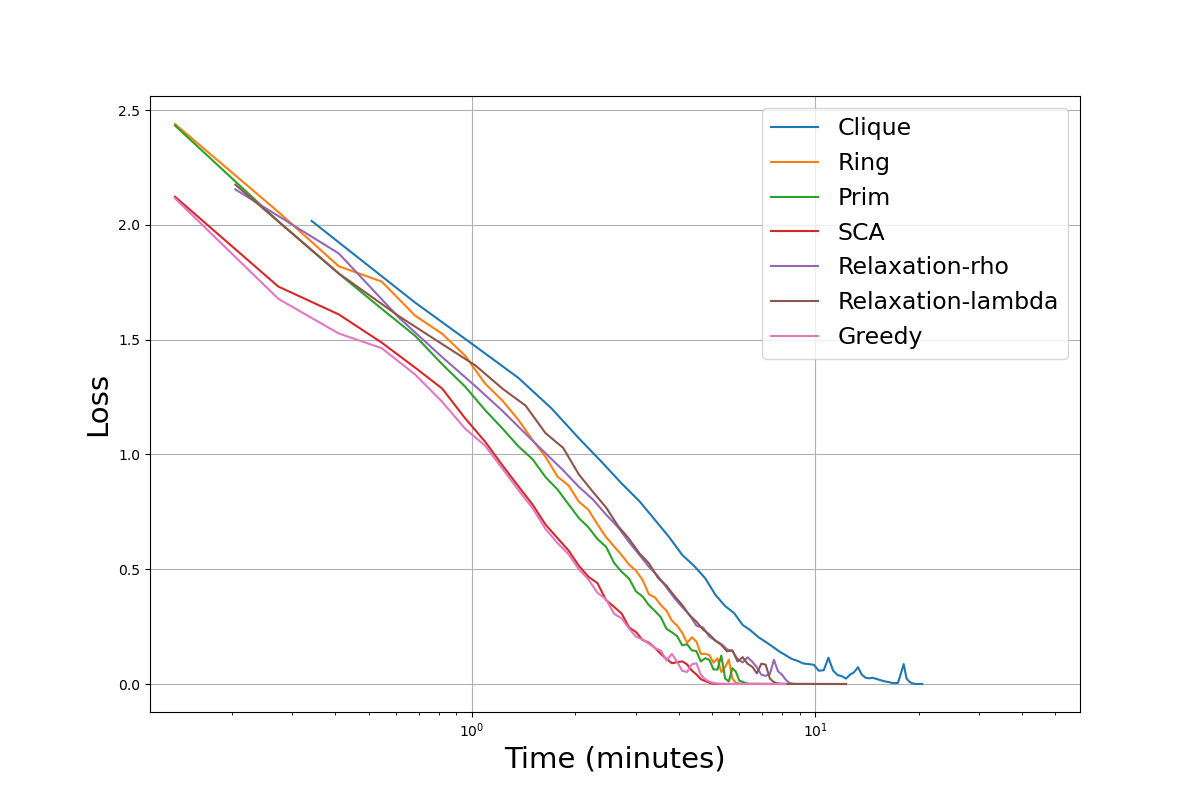 2.5
2.0
1.5
1.0
0.5
0.0
Loss
10⁰
10¹
Time (minutes)
Clique
Ring
Prim
SCA
Relaxation-rho
Relaxation-lambda
Greedy